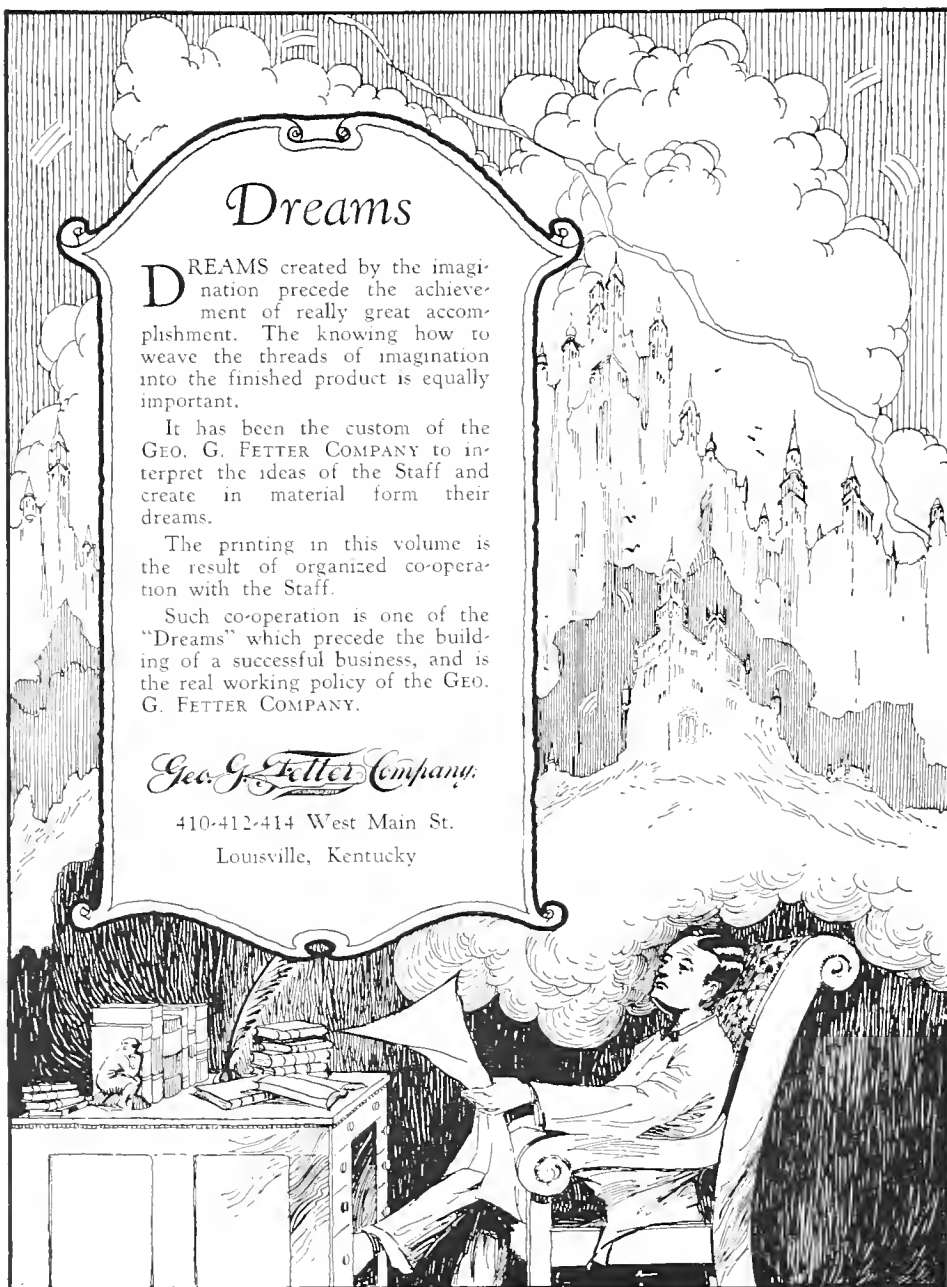 Dreams
DREAMS created by the imagi-
nation precede the achieve-
ment of really great accom-
plishment. The knowing how to
weave the threads of imagination
into the finished product is equally
important.
It has been the custom of the
GEO. G. FETTER COMPANY to in-
terpret the ideas of the Staff and
create in material form their
dreams.
The printing in this volume is
the result of organized co-opera-
tion with the Staff.
Such co-operation is one of the
"Dreams" which precede the build-
ing of a successful business, and is
the real working policy of the GEO.
G. FETTER COMPANY.
Geo. G. Fetter Company.
410-412-414 West Main St.
Louisville, Kentucky